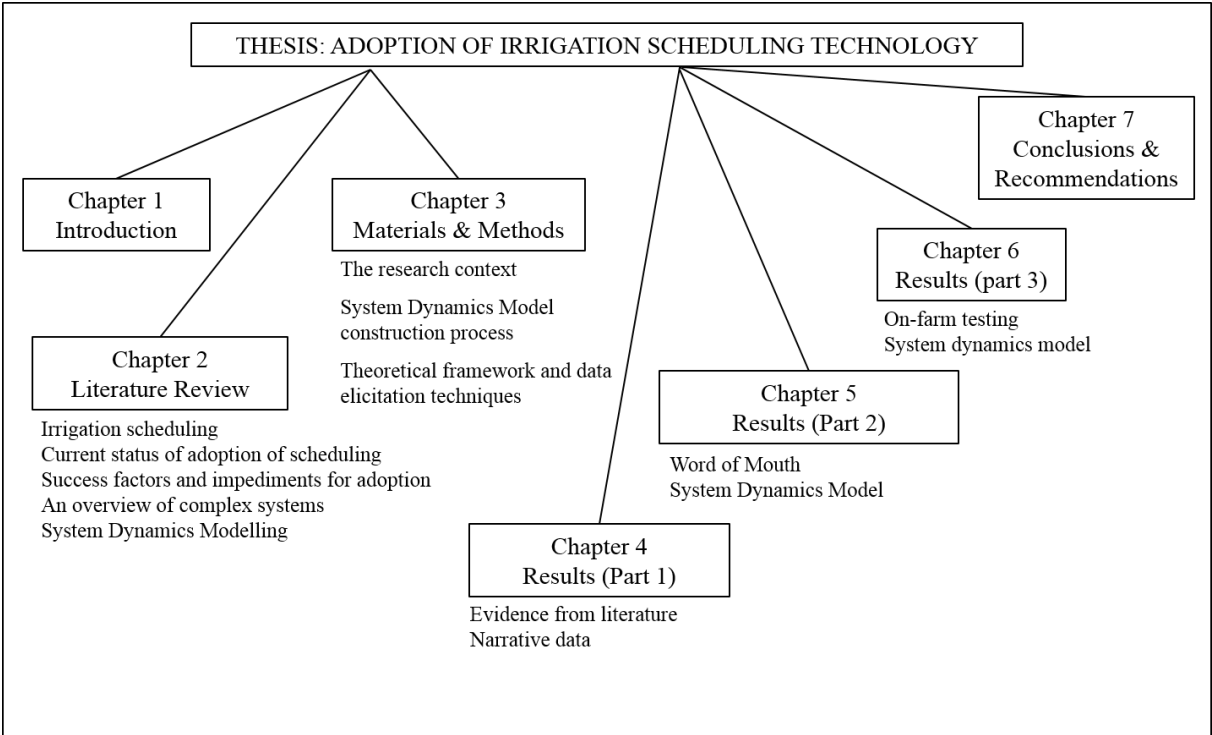 THESIS: ADOPTION OF IRRIGATION SCHEDULING TECHNOLOGY
Chapter 1
Introduction
Chapter 2
Literature Review
Irrigation scheduling
Current status of adoption of scheduling
Success factors and impediments for adoption
An overview of complex systems
System Dynamics Modelling
Chapter 3
Materials & Methods
The research context
System Dynamics Model
construction process
Theoretical framework and data
elicitation techniques
Chapter 4
Results (Part 1)
Evidence from literature
Narrative data
Chapter 5
Results (Part 2)
Word of Mouth
System Dynamics Model
Chapter 6
Results (part 3)
On-farm testing
System dynamics model
Chapter 7
Conclusions &
Recommendations